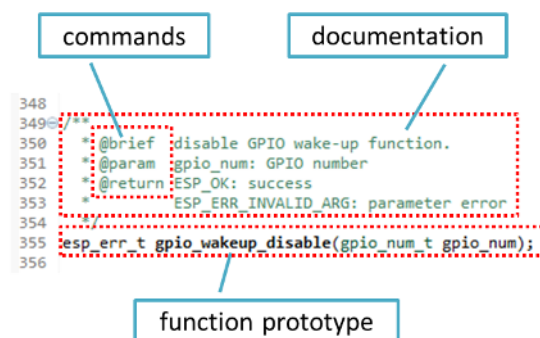 commands
documentation
348
349 /**
350 * @brief disable GPIO wake-up function.
351 * @param gpio_num: GPIO number
352 * @return ESP_OK: success
353 * ESP_ERR_INVALID_ARG: parameter error
354 */
355 esp_err_t gpio_wakeup_disable(gpio_num_t gpio_num);
356
function prototype